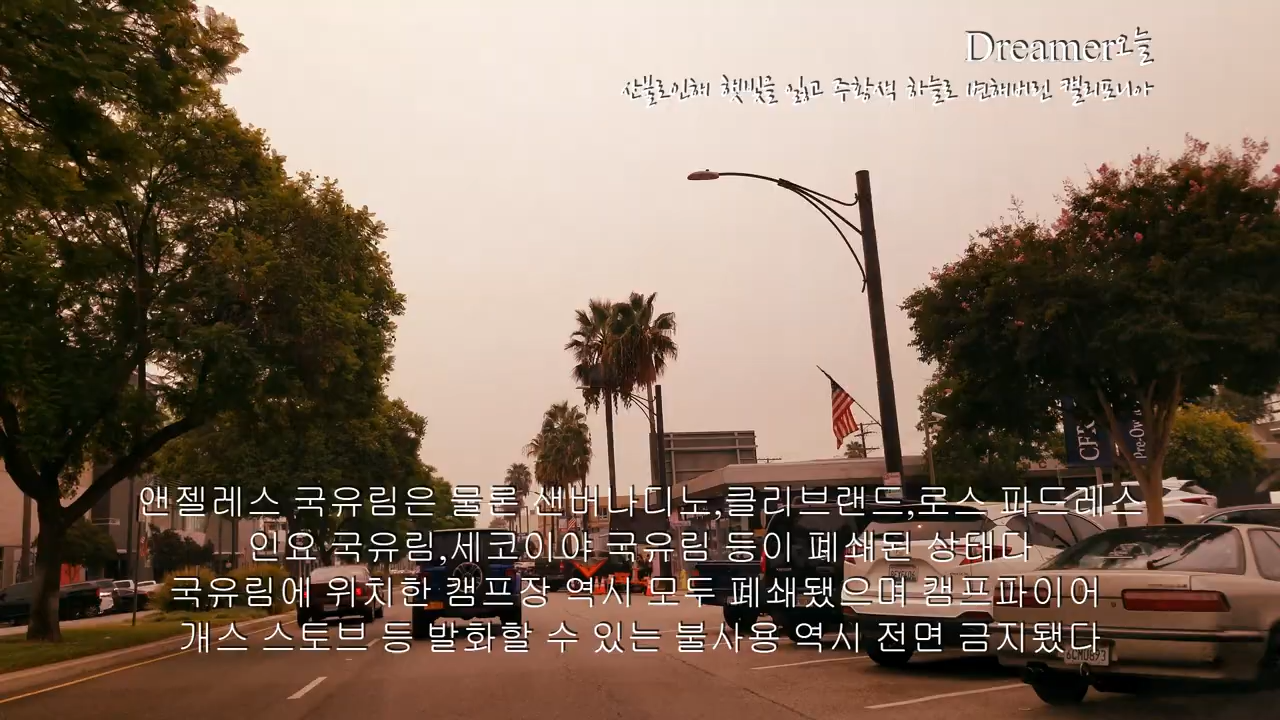 Dreamer오늘
산불로인해 햇빛을 잃고 주황색 하늘로 변해버린 캘리포니아
CFX
Pre-Ow
앤젤레스 국유림은 물론 샌버나디노,클리브랜드,로스 파드레스
인요 국유림,세코이야 국유림 등이 폐쇄된 상태다
국유림에 위치한 캠프장 역시 모두 폐쇄됐으며 캠프파이어
개스 스토브 등 발화할 수 있는 불사용 역시 전면 금지됐다